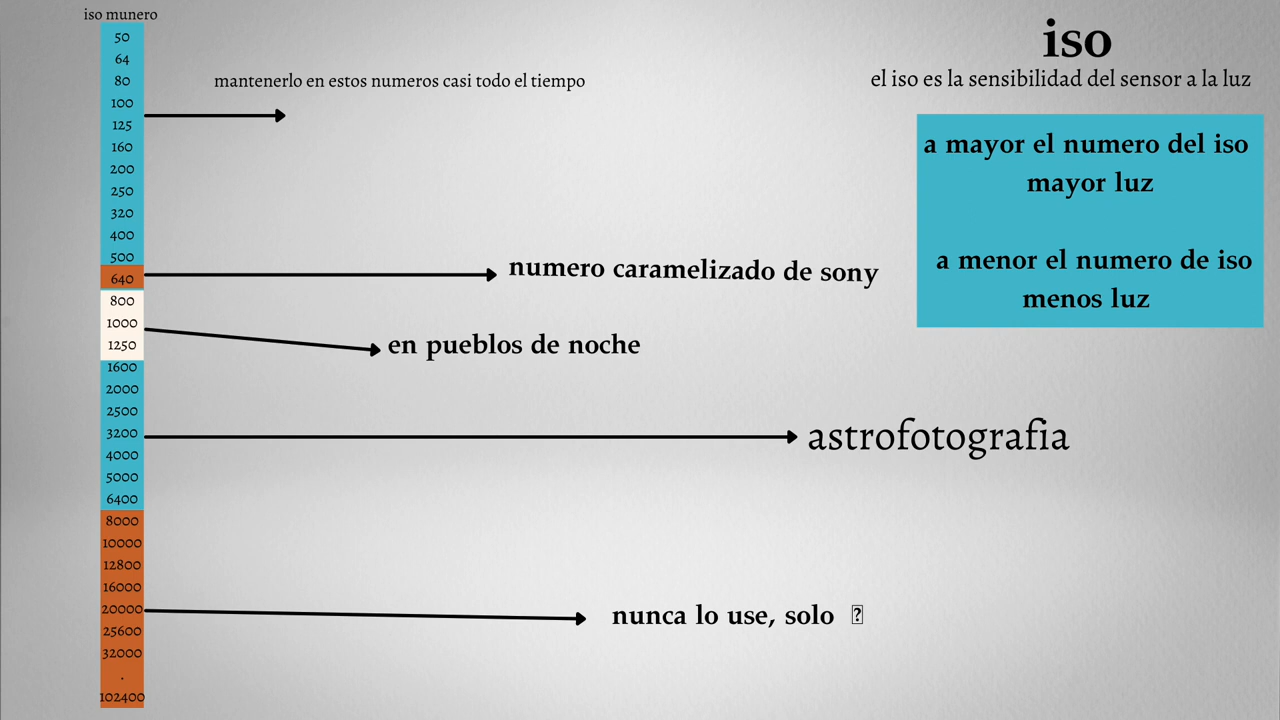 iso munero
50
64
80
100
125
160
200
250
320
400
500
640
800
1000
1250
1600
2000
2500
3200
4000
5000
6400
8000
10000
12800
16000
20000
25600
32000
.
102400
mantenerlo en estos numeros casi todo el tiempo
numero caramelizado de sony
en pueblos de noche
astrofotografia
nunca lo use, solo
iso
el iso es la sensibilidad del sensor a la luz
a mayor el numero del iso
mayor luz
a menor el numero de iso
menos luz